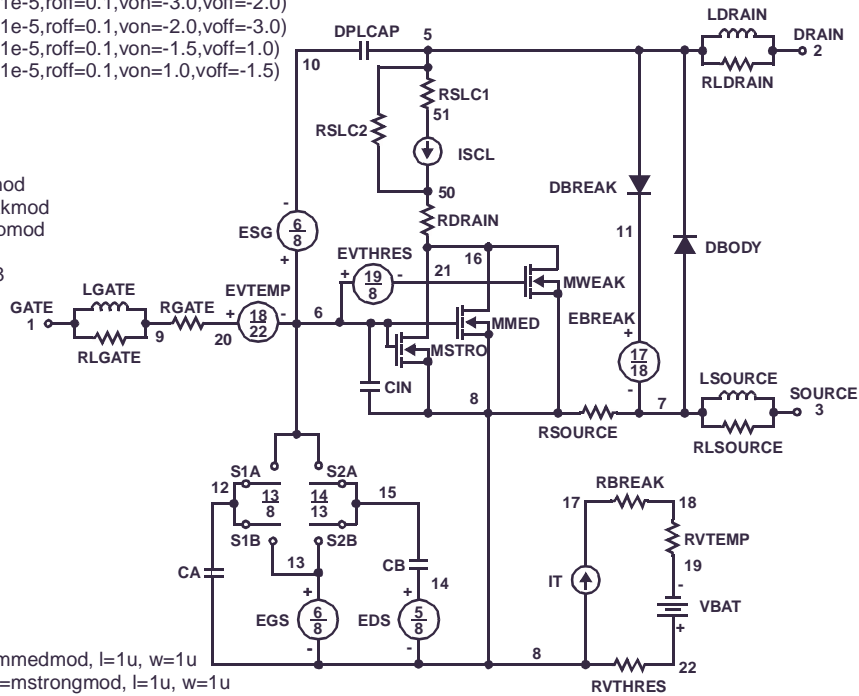 1e-5,roff=0.1,von=-3.0,voff=-2.0)
1e-5,roff=0.1,von=-2.0,voff=-3.0)
1e-5,roff=0.1,von=-1.5,voff=1.0)
1e-5,roff=0.1,von=1.0,voff=-1.5)
LDRAIN
DPLCAP 5 DRAIN
2
10
RLDRAIN
RSLC1
51
RSLC2
ISCL
nod
kmod
omod
50
DBREAK
RDRAIN
ESG 6
8
11
DBODY
EVTHRES 16
+ 19 - 21
8
MWEAK
3
LGATE EVTEMP
GATE RGATE + 18 - 6
1 22
9 20
RLGATE
MMED EBREAK
MSTRO
+
17
18
-
CIN
LSOURCE
8 7 SOURCE
3
RSOURCE
RLSOURCE
S1A S2A
12 13 14 15
8 13
S1B S2B
13
CA CB
14
RBREAK
17 18
RVTEMP
19
IT
-
VBAT
+
+ +
EGS 6 EDS 5
8 8
- -
8 22
RVTHRES
mmedmod, l=1u, w=1u
=mstrongmod, l=1u, w=1u